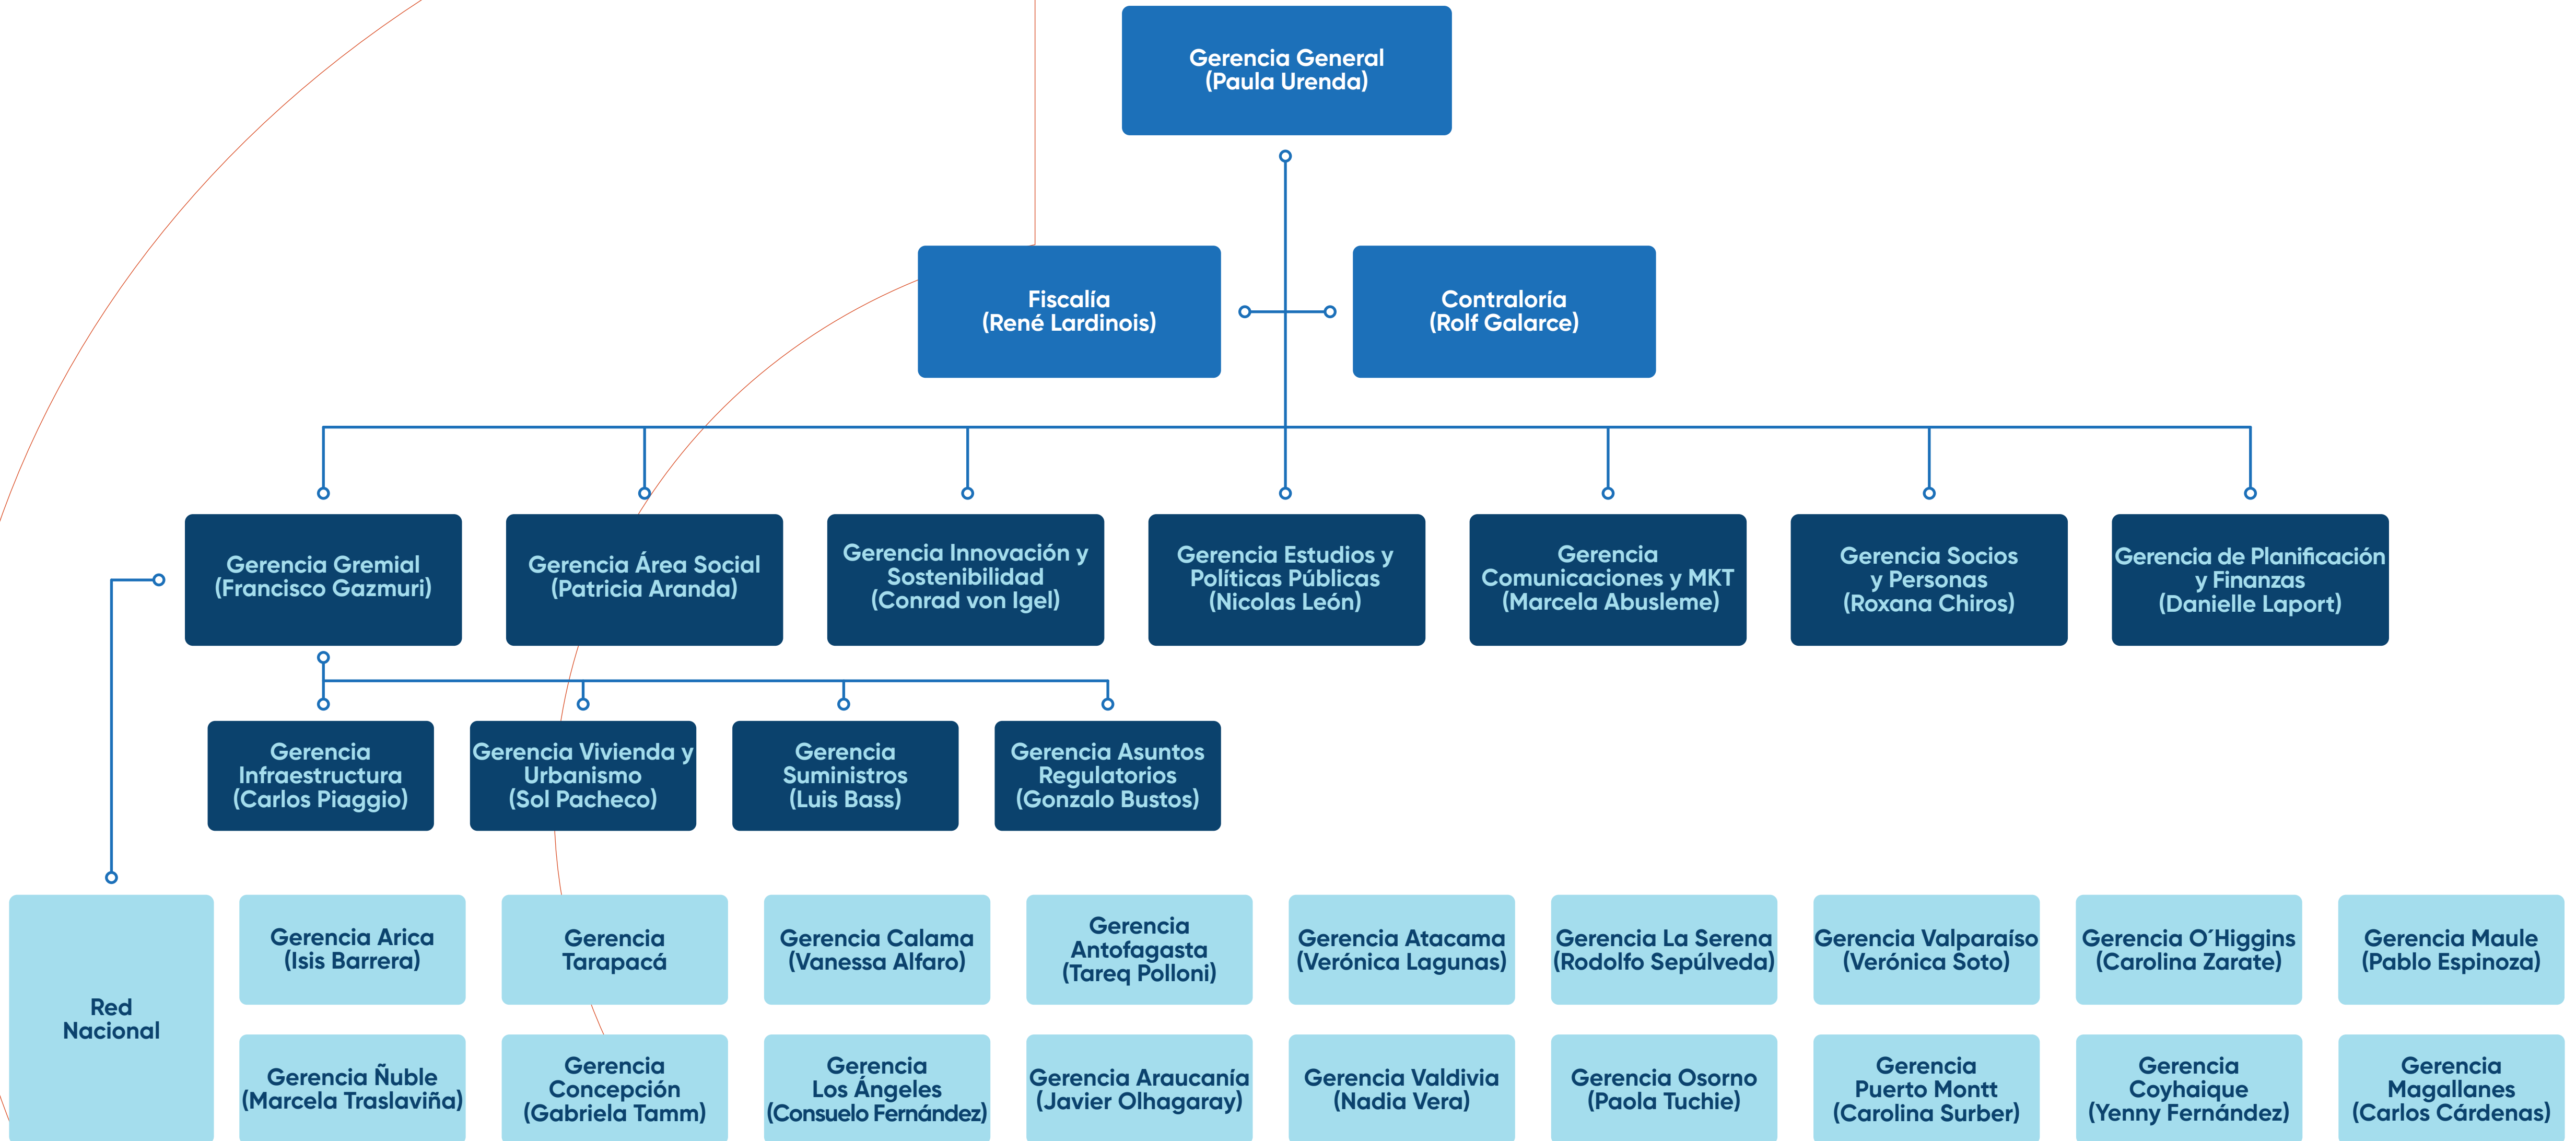 Gerencia General
(Paula Urenda)
Fiscalía
(René Lardinois)
Contraloría
(Rolf Galarce)
Gerencia Gremial
(Francisco Gazmuri)
Gerencia Área Social
(Patricia Aranda)
Gerencia Innovación y
Sostenibilidad
(Conrad von Igel)
Gerencia Estudios y
Políticas Públicas
(Nicolas León)
Gerencia
Comunicaciones y MKT
(Marcela Abusleme)
Gerencia Socios
y Personas
(Roxana Chiros)
Gerencia de Planificación
y Finanzas
(Danielle Laport)
Gerencia
Infraestructura
(Carlos Piaggio)
Gerencia Vivienda y
Urbanismo
(Sol Pacheco)
Gerencia
Suministros
(Luis Bass)
Gerencia Asuntos
Regulatorios
(Gonzalo Bustos)
Red
Nacional
Gerencia Arica
(Isis Barrera)
Gerencia
Tarapacá
Gerencia Calama
(Vanessa Alfaro)
Gerencia
Antofagasta
(Tareq Polloni)
Gerencia Atacama
(Verónica Lagunas)
Gerencia La Serena
(Rodolfo Sepúlveda)
Gerencia Valparaíso
(Verónica Soto)
Gerencia O´Higgins
(Carolina Zarate)
Gerencia Maule
(Pablo Espinoza)
Gerencia Ñuble
(Marcela Traslaviña)
Gerencia
Concepción
(Gabriela Tamm)
Gerencia
Los Ángeles
(Consuelo Fernández)
Gerencia Araucanía
(Javier Olhagaray)
Gerencia Valdivia
(Nadia Vera)
Gerencia Osorno
(Paola Tuchie)
Gerencia
Puerto Montt
(Carolina Surber)
Gerencia
Coyhaique
(Yenny Fernández)
Gerencia
Magallanes
(Carlos Cárdenas)